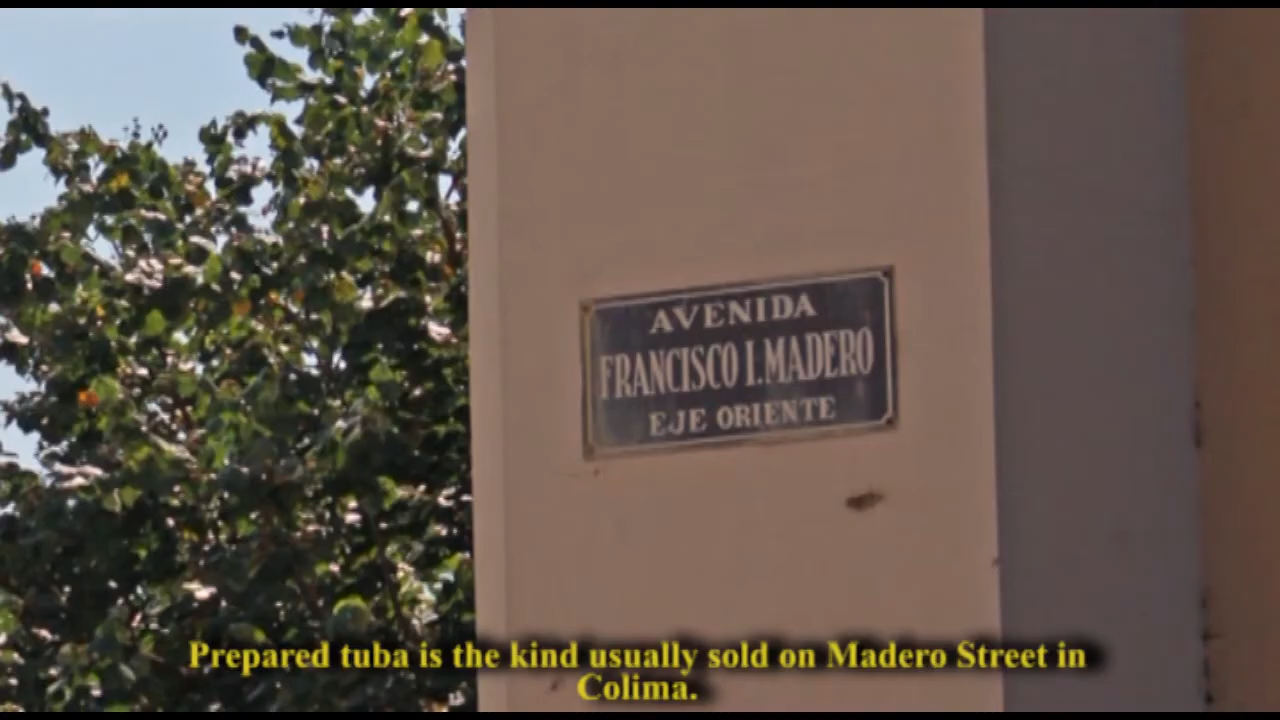 AVENIDA
FRANCISCO I. MADERO
EJE ORIENTE
Prepared tuba is the kind usually sold on Madero Street in
Colima.